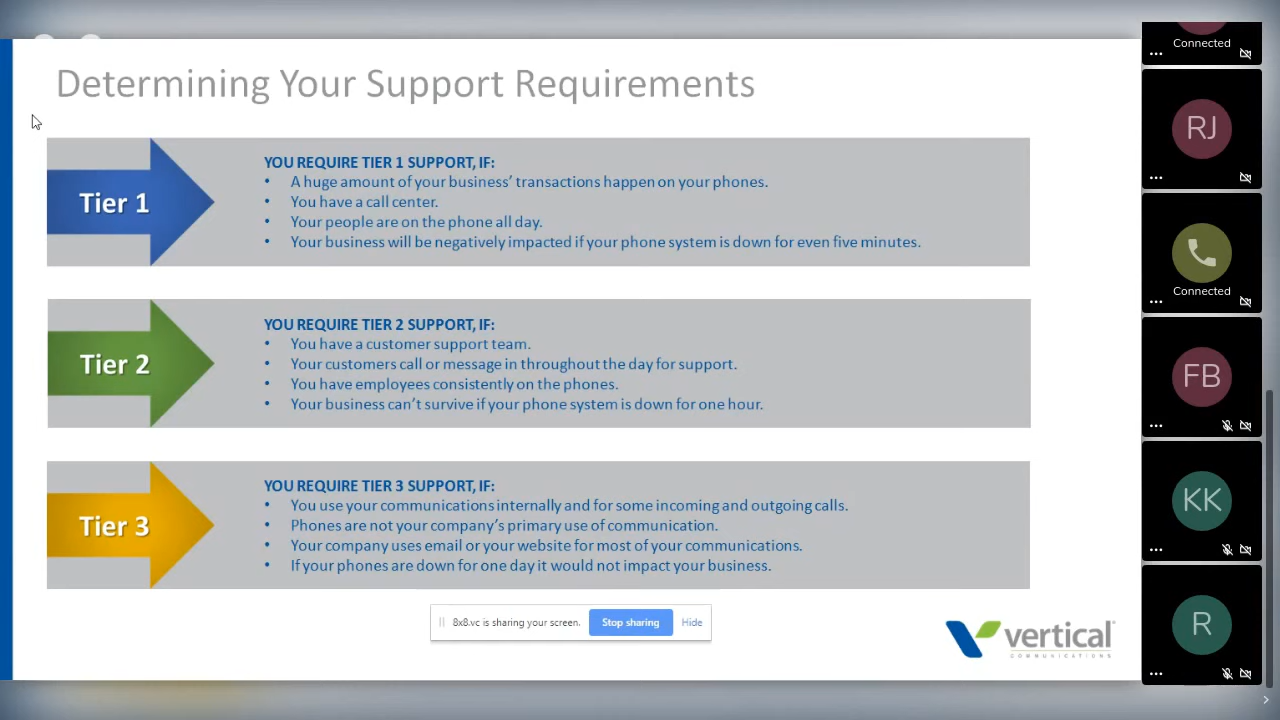 Determining Your Support Requirements
Tier 1
YOU REQUIRE TIER 1 SUPPORT, IF:
• A huge amount of your business’ transactions happen on your phones.
• You have a call center.
• Your people are on the phone all day.
• Your business will be negatively impacted if your phone system is down for even five minutes.
Tier 2
YOU REQUIRE TIER 2 SUPPORT, IF:
• You have a customer support team.
• Your customers call or message in throughout the day for support.
• You have employees consistently on the phones.
• Your business can’t survive if your phone system is down for one hour.
Tier 3
YOU REQUIRE TIER 3 SUPPORT, IF:
• You use your communications internally and for some incoming and outgoing calls.
• Phones are not your company’s primary use of communication.
• Your company uses email or your website for most of your communications.
• If your phones are down for one day it would not impact your business.
8x8.vc is sharing your screen.
Stop sharing
Hide
vertical
COMMUNICATIONS
Connected
RJ
Connected
FB
KK
R